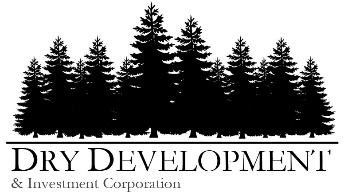 DRY DEVELOPMENT
& Investment Corporation